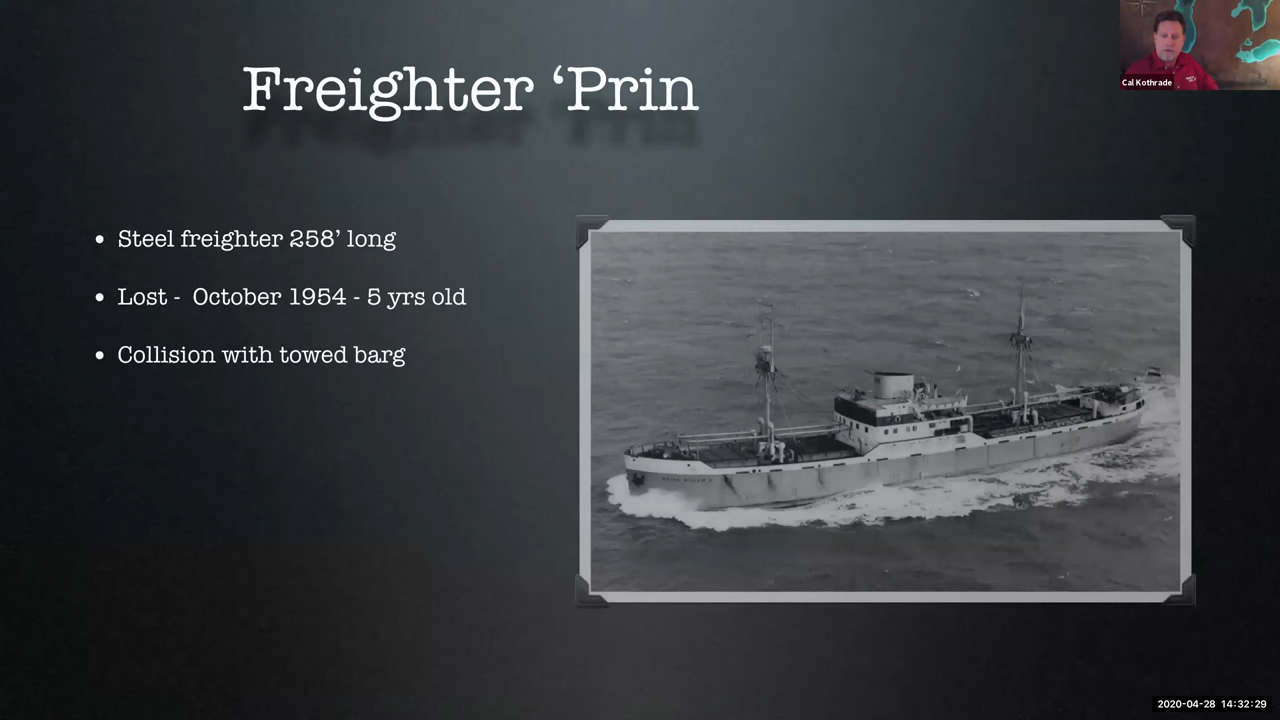 Freighter ‘Prin
Cal Kothrade
• Steel freighter 258’ long
• Lost - October 1954 - 5 yrs old
• Collision with towed barg
2020-04-28 14:32:29